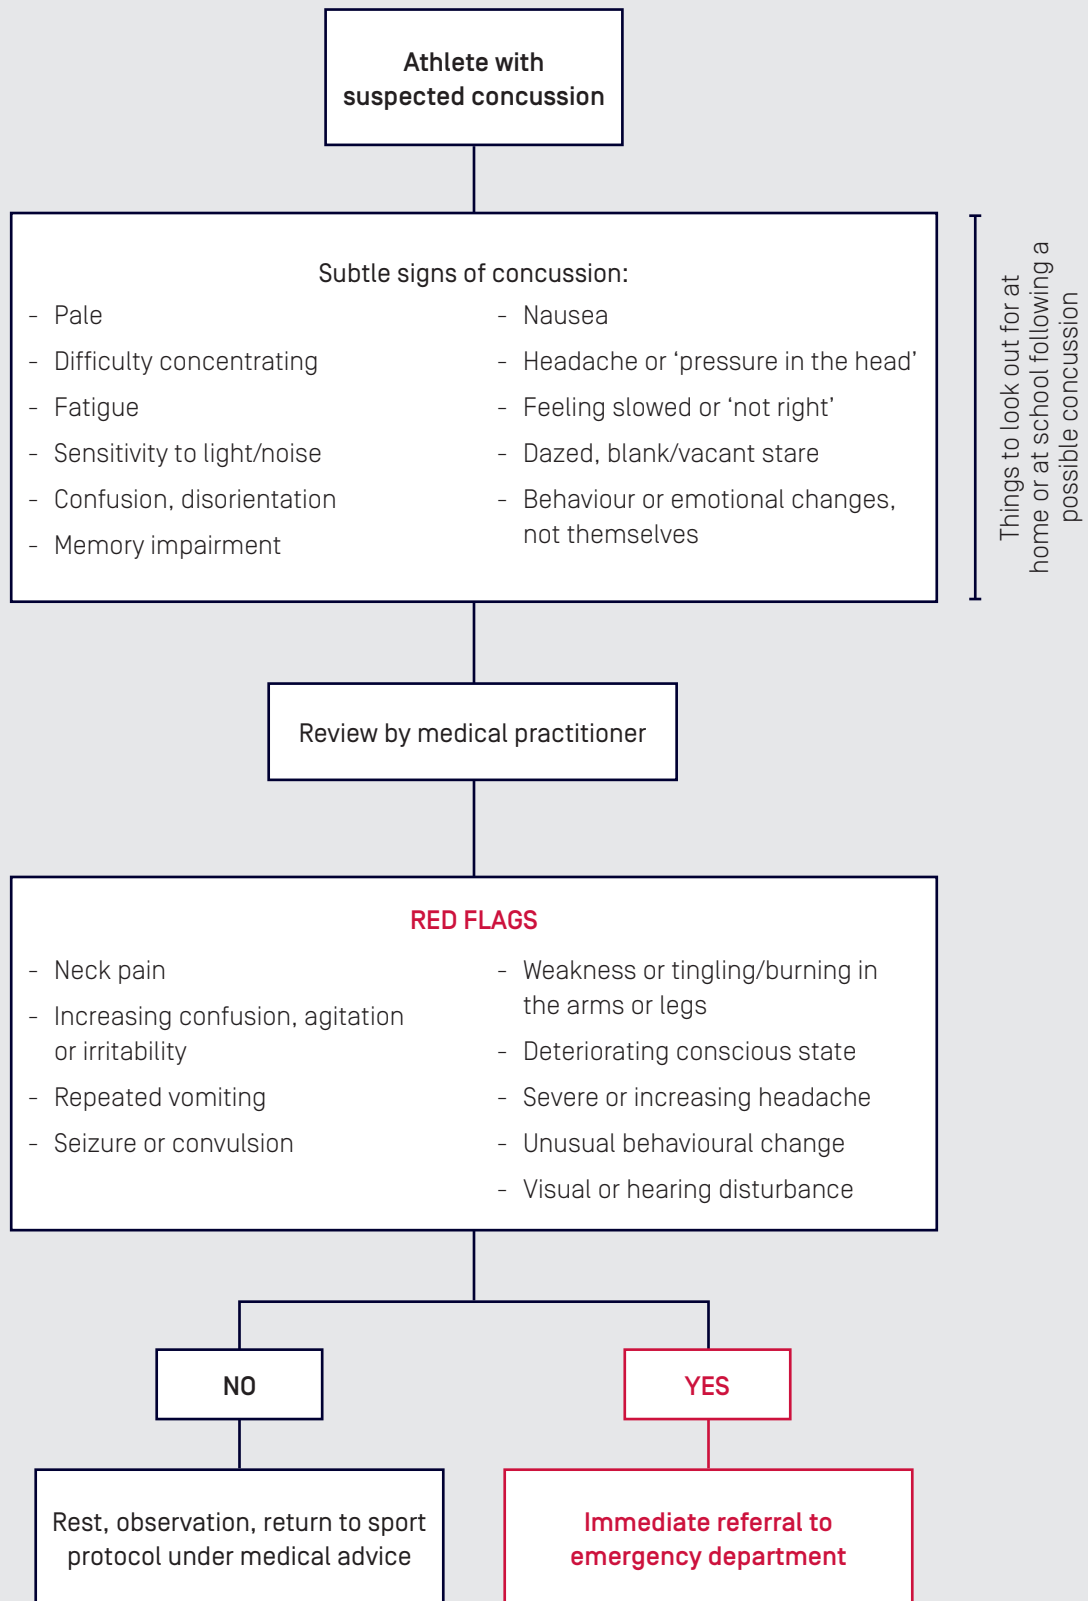 Athlete with
suspected concussion
Subtle signs of concussion:
- Pale
- Difficulty concentrating
- Fatigue
- Sensitivity to light/noise
- Confusion, disorientation
- Memory impairment
- Nausea
- Headache or ‘pressure in the head’
- Feeling slowed or ‘not right’
- Dazed, blank/vacant stare
- Behaviour or emotional changes,
not themselves
Things to look out for at
home or at school following a
possible concussion
Review by medical practitioner
RED FLAGS
- Neck pain
- Increasing confusion, agitation
or irritability
- Repeated vomiting
- Seizure or convulsion
- Weakness or tingling/burning in
the arms or legs
- Deteriorating conscious state
- Severe or increasing headache
- Unusual behavioural change
- Visual or hearing disturbance
NO
YES
Rest, observation, return to sport
protocol under medical advice
Immediate referral to
emergency department